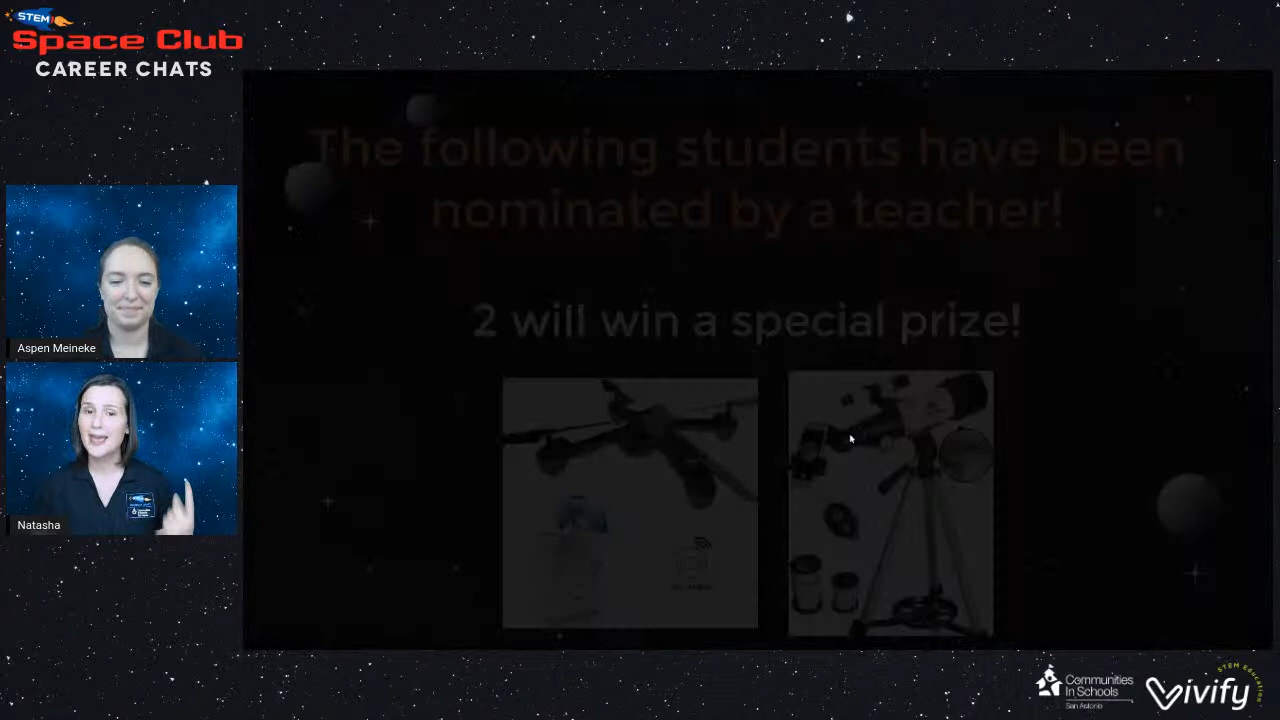 STEM
Space Club
CAREER CHATS
The following students have been
nominated by a teacher!
2 will win a special prize!
Aspen Meineke
Natasha
Communities
In Schools
San Antonio
STEM Education
Vivify